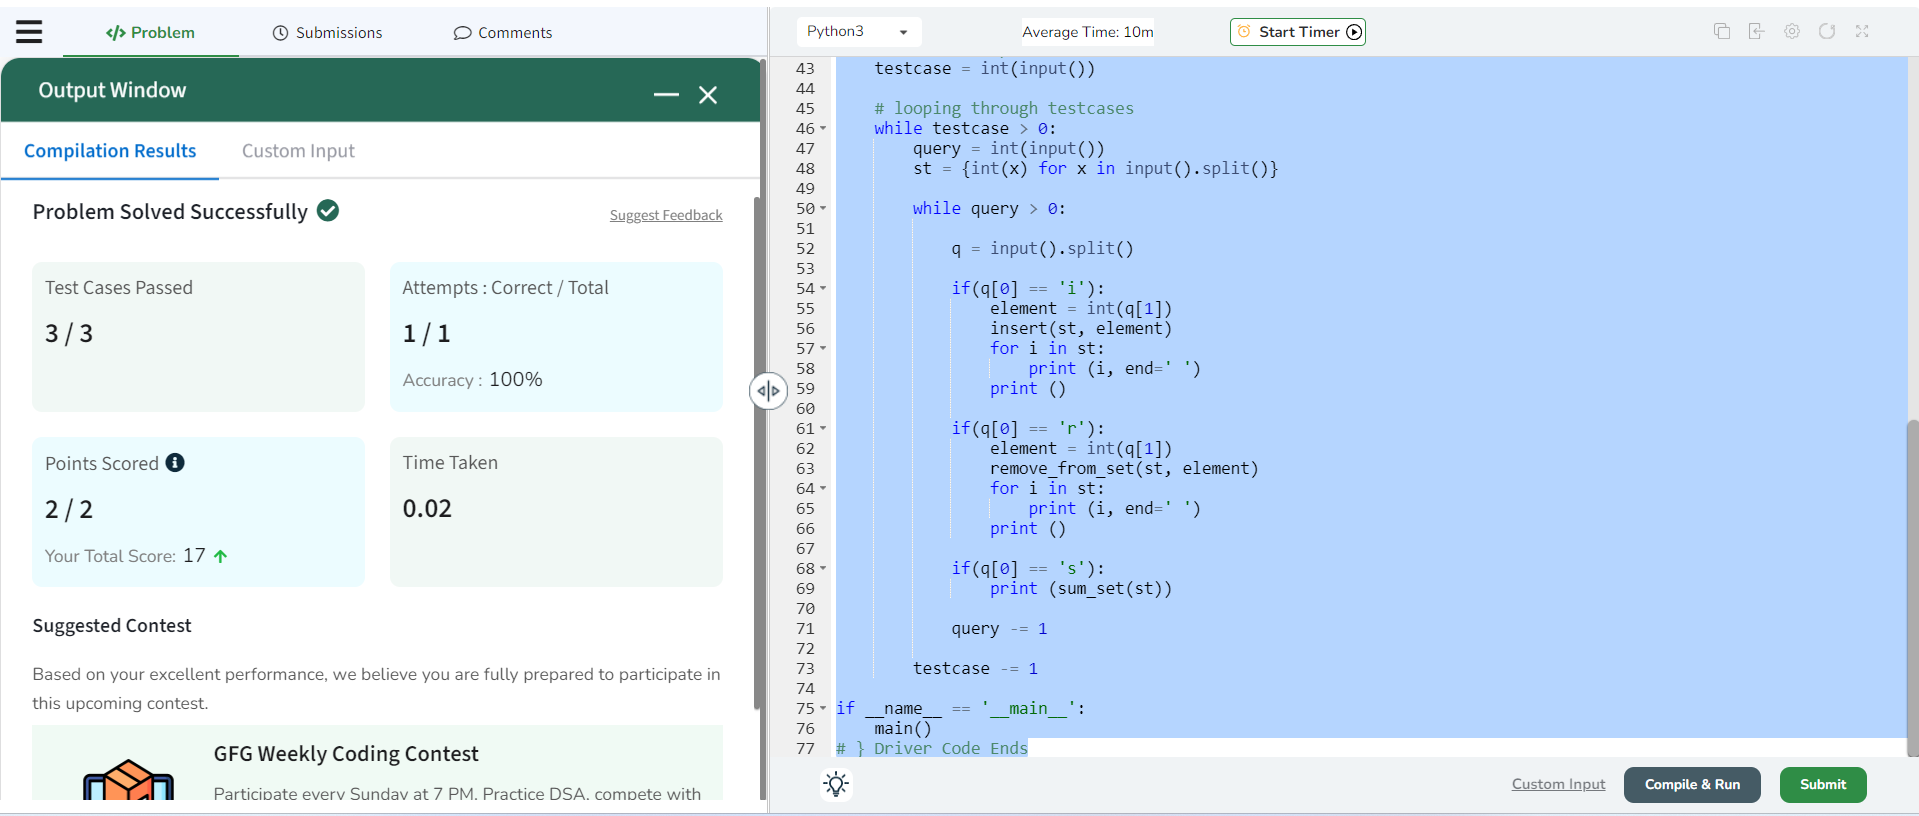 </> Problem
Submissions
Comments
Output Window
Compilation Results
Custom Input
Problem Solved Successfully
Suggest Feedback
Test Cases Passed
3 / 3
Attempts : Correct / Total
1 / 1
Accuracy : 100%
Points Scored
2 / 2
Your Total Score: 17
Time Taken
0.02
Suggested Contest
Based on your excellent performance, we believe you are fully prepared to participate in
this upcoming contest.
GFG Weekly Coding Contest
Participate every Sunday at 7 PM. Practice DSA, compete with
Python3
Average Time: 10m
Start Timer
43     testcase = int(input())
44
45     # looping through testcases
46     while testcase > 0:
47         query = int(input())
48         st = {int(x) for x in input().split()}
49
50         while query > 0:
51
52             q = input().split()
53
54             if(q[0] == 'i'):
55                 element = int(q[1])
56                 insert(st, element)
57                 for i in st:
58                     print (i, end=' ')
59                 print ()
60
61             if(q[0] == 'r'):
62                 element = int(q[1])
63                 remove_from_set(st, element)
64                 for i in st:
65                     print (i, end=' ')
66                 print ()
67
68             if(q[0] == 's'):
69                 print (sum_set(st))
70
71             query -= 1
72
73         testcase -= 1
74
75 if __name__ == '__main__':
76     main()
77 # } Driver Code Ends
Custom Input
Compile & Run
Submit